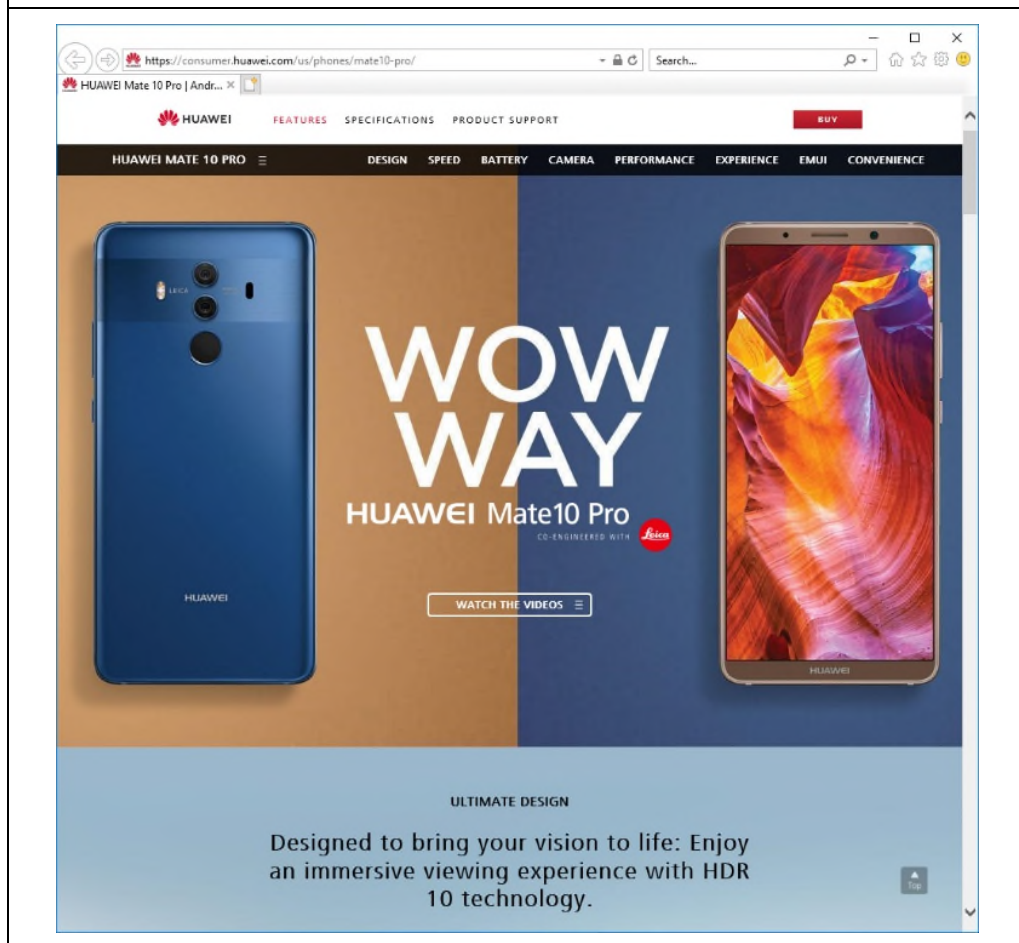 https://consumer.huawei.com/us/phones/mate10-pro/
Search...
HUAWEI Mate 10 Pro | Andr...
HUAWEI FEATURES SPECIFICATIONS PRODUCT SUPPORT BUY
HUAWEI MATE 10 PRO DESIGN SPEED BATTERY CAMERA PERFORMANCE EXPERIENCE EMUI CONVENIENCE
LEICA
WOW
WAY
HUAWEI Mate10 Pro
CO-ENGINEERED WITH Leica
WATCH THE VIDEOS
HUAWEI
HUAWEI
ULTIMATE DESIGN
Designed to bring your vision to life: Enjoy
an immersive viewing experience with HDR
10 technology.
Top